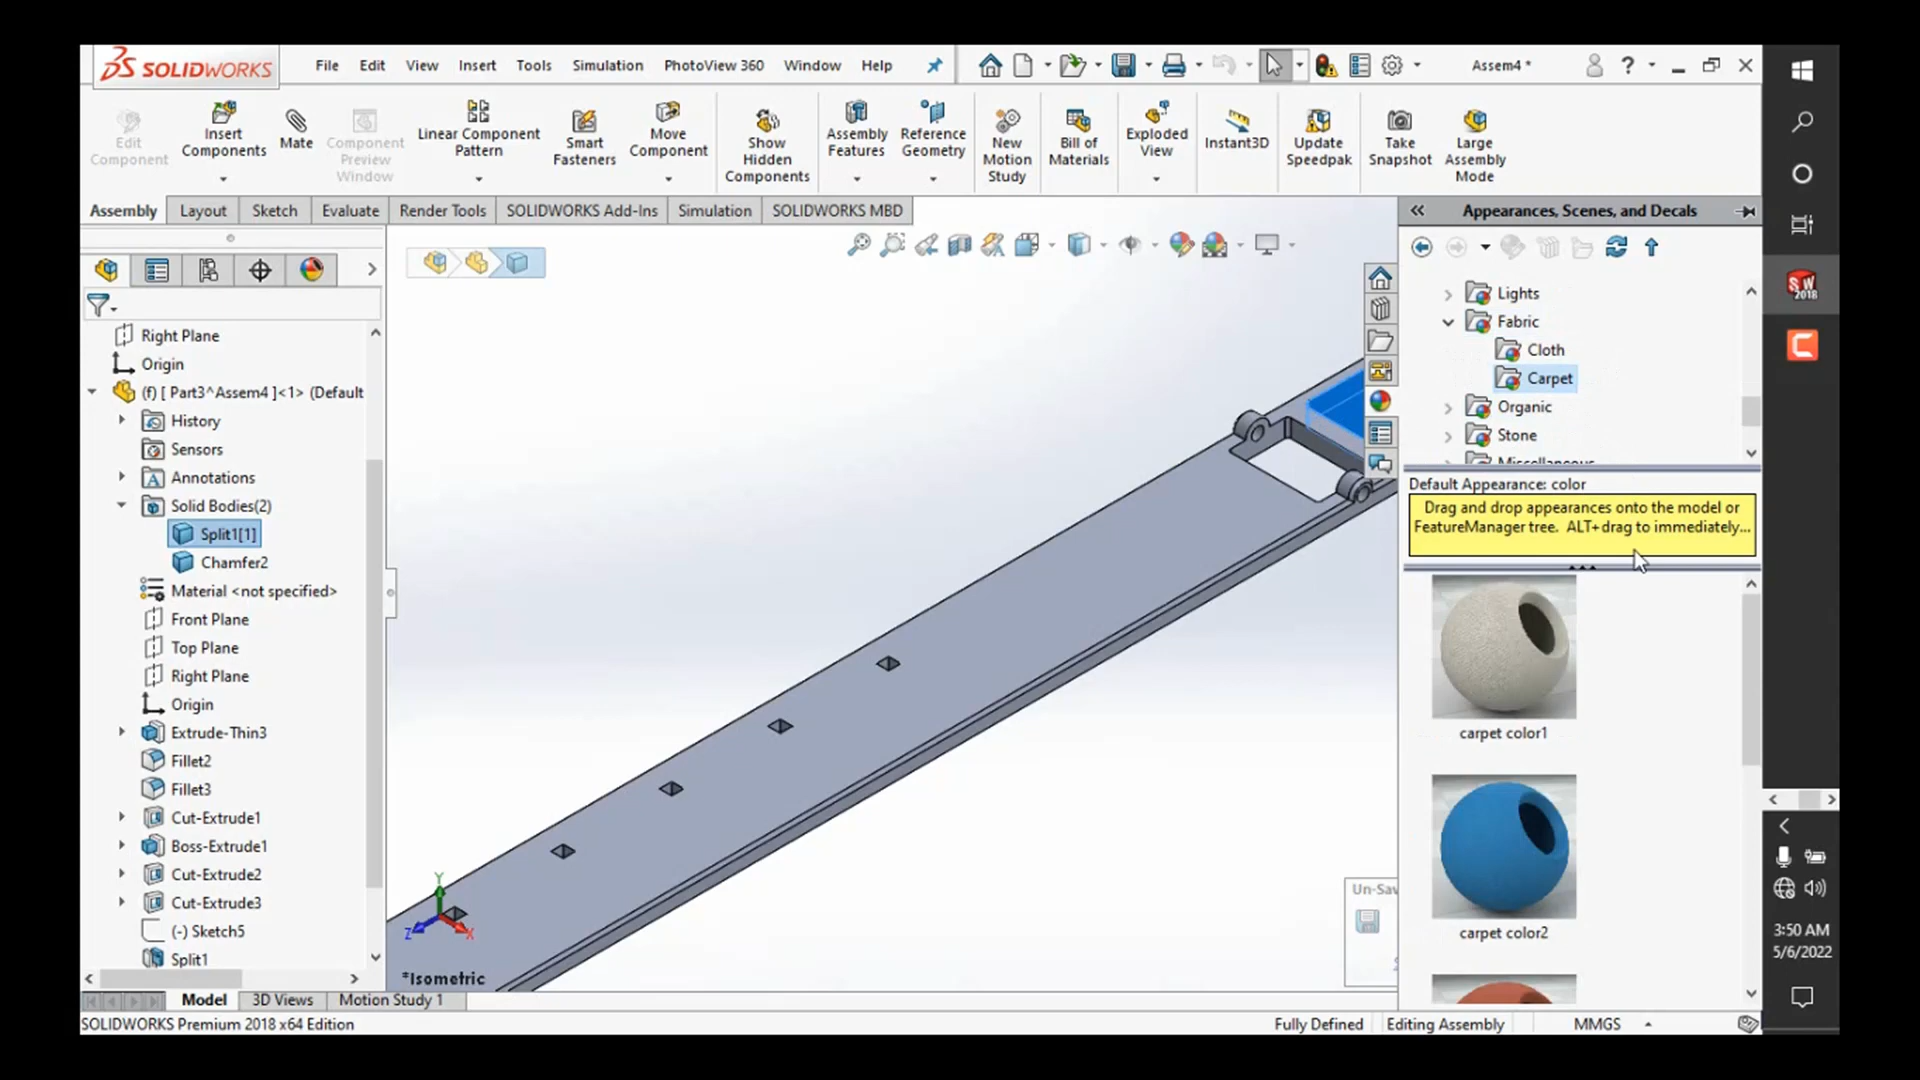 SOLIDWORKS File Edit View Insert Tools Simulation PhotoView 360 Window Help Assem4 * ?
Edit Component
Insert Components
Mate
Component Preview Window
Linear Component Pattern
Smart Fasteners
Move Component
Show Hidden Components
Assembly Features
Reference Geometry
New Motion Study
Bill of Materials
Exploded View
Instant3D
Update Speedpak
Take Snapshot
Large Assembly Mode
Assembly Layout Sketch Evaluate Render Tools SOLIDWORKS Add-Ins Simulation SOLIDWORKS MBD
Appearances, Scenes, and Decals
Right Plane
Origin
(f) [ Part3^Assem4 ]<1> (Default
History
Sensors
Annotations
Solid Bodies(2)
Split1[1]
Chamfer2
Material <not specified>
Front Plane
Top Plane
Right Plane
Origin
Extrude-Thin3
Fillet2
Fillet3
Cut-Extrude1
Boss-Extrude1
Cut-Extrude2
Cut-Extrude3
(-) Sketch5
Split1
Y
Z
X
*Isometric
Un-Sav
Lights
Fabric
Cloth
Carpet
Organic
Stone
Miscellaneous
Default Appearance: color
Drag and drop appearances onto the model or
FeatureManager tree. ALT+drag to immediately...
carpet color1
carpet color2
SW
2018
3:50 AM
5/6/2022
Model 3D Views Motion Study 1
SOLIDWORKS Premium 2018 x64 Edition Fully Defined Editing Assembly MMGS